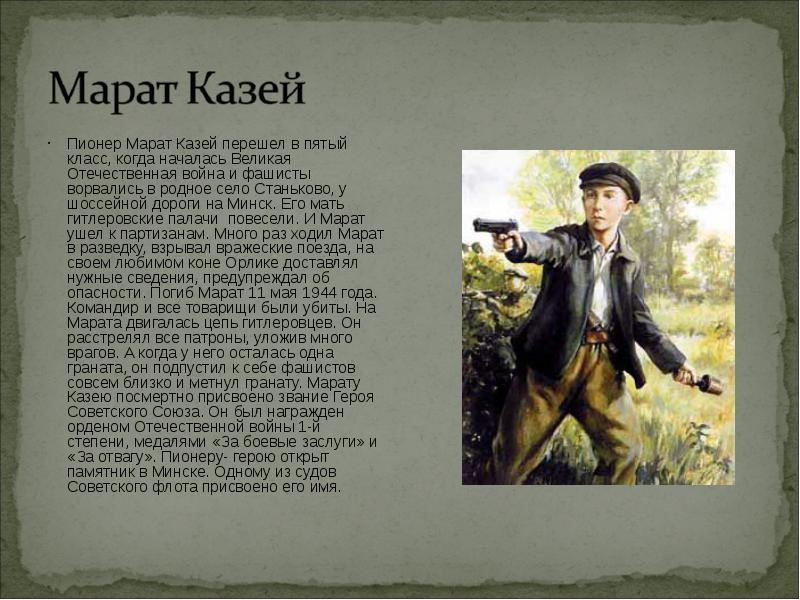 Марат Казей
• Пионер Марат Казей перешел в пятый
класс, когда началась Великая
Отечественная война и фашисты
ворвались в родное село Станьково, у
шоссейной дороги на Минск. Его мать
гитлеровские палачи повесели. И Марат
ушел к партизанам. Много раз ходил Марат
в разведку, взрывал вражеские поезда, на
своем любимом коне Орлике доставлял
нужные сведения, предупреждал об
опасности. Погиб Марат 11 мая 1944 года.
Командир и все товарищи были убиты. На
Марата двигалась цепь гитлеровцев. Он
расстрелял все патроны, уложив много
врагов. А когда у него осталась одна
граната, он подпустил к себе фашистов
совсем близко и метнул гранату. Марату
Казею посмертно присвоено звание Героя
Советского Союза. Он был награжден
орденом Отечественной войны 1-й
степени, медалями «За боевые заслуги» и
«За отвагу». Пионеру- герою открыт
памятник в Минске. Одному из судов
Советского флота присвоено его имя.